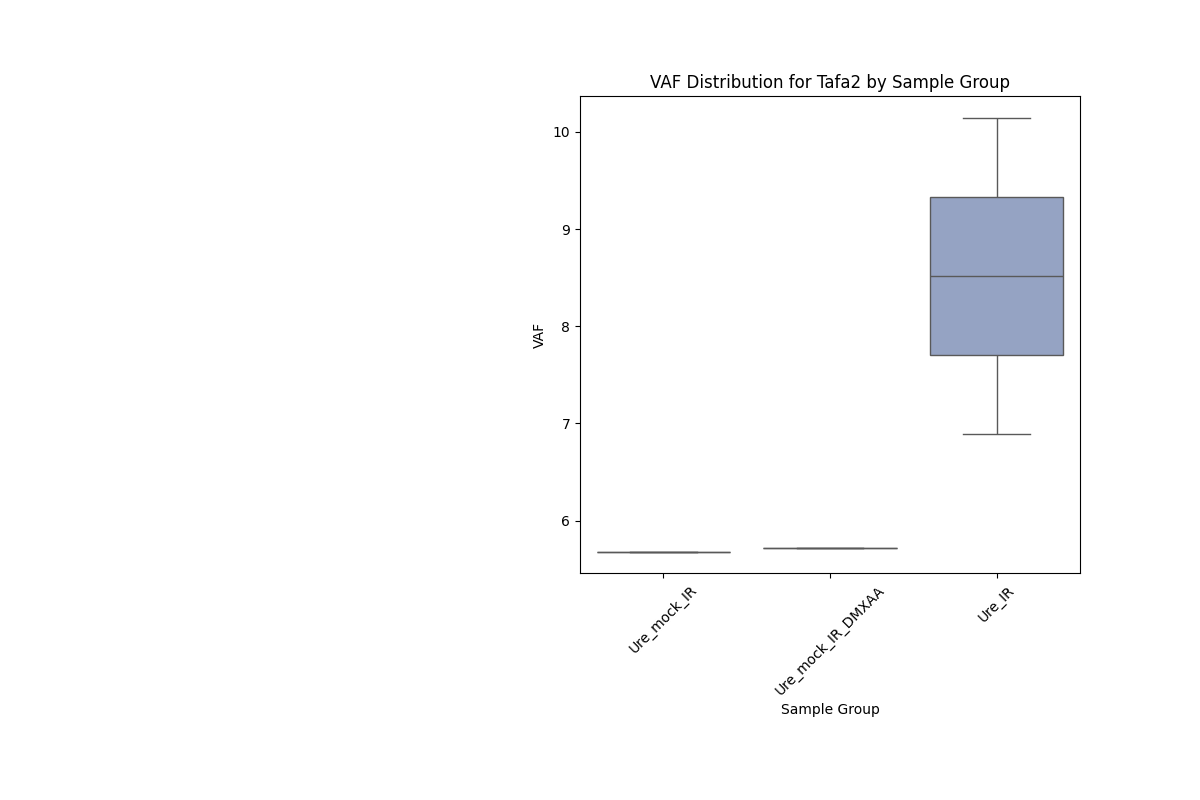 VAF Distribution for Tafa2 by Sample Group
10
9
8
7
6
VAF
Ure_mock_IR
Ure_mock_IR_DMXAA
Ure_IR
Sample Group